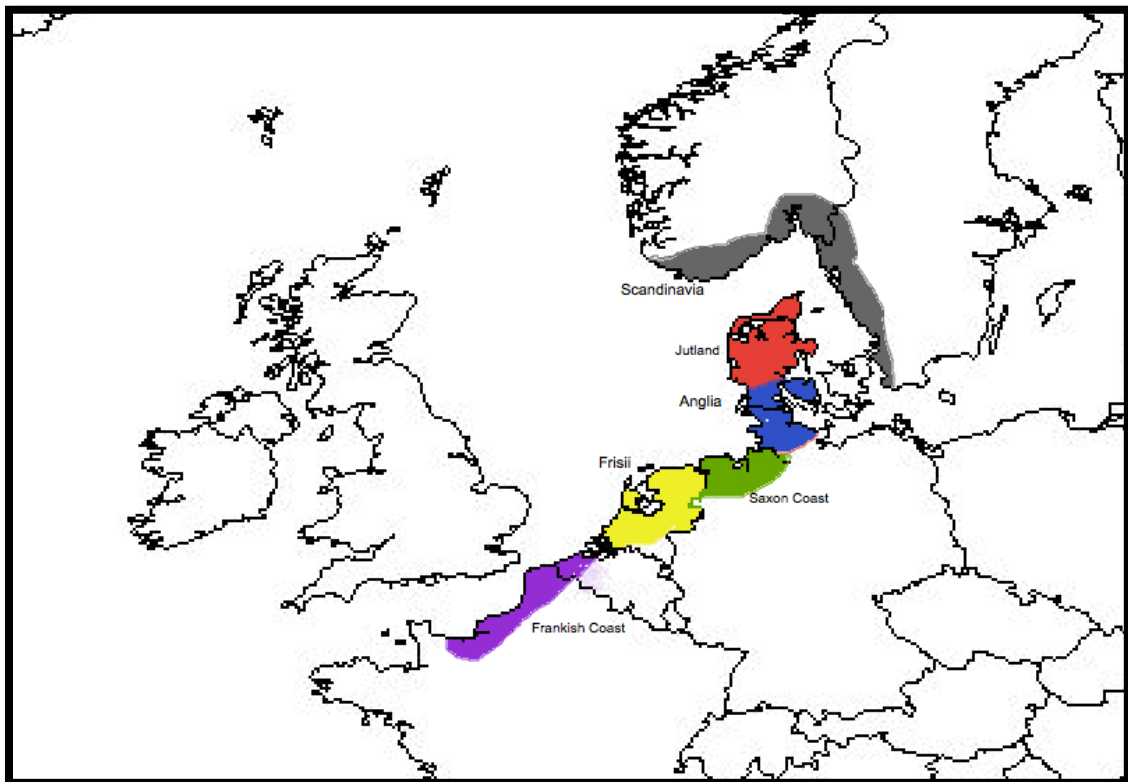 Scandinavia
Jutland
Anglia
Frisii
Saxon Coast
Frankish Coast